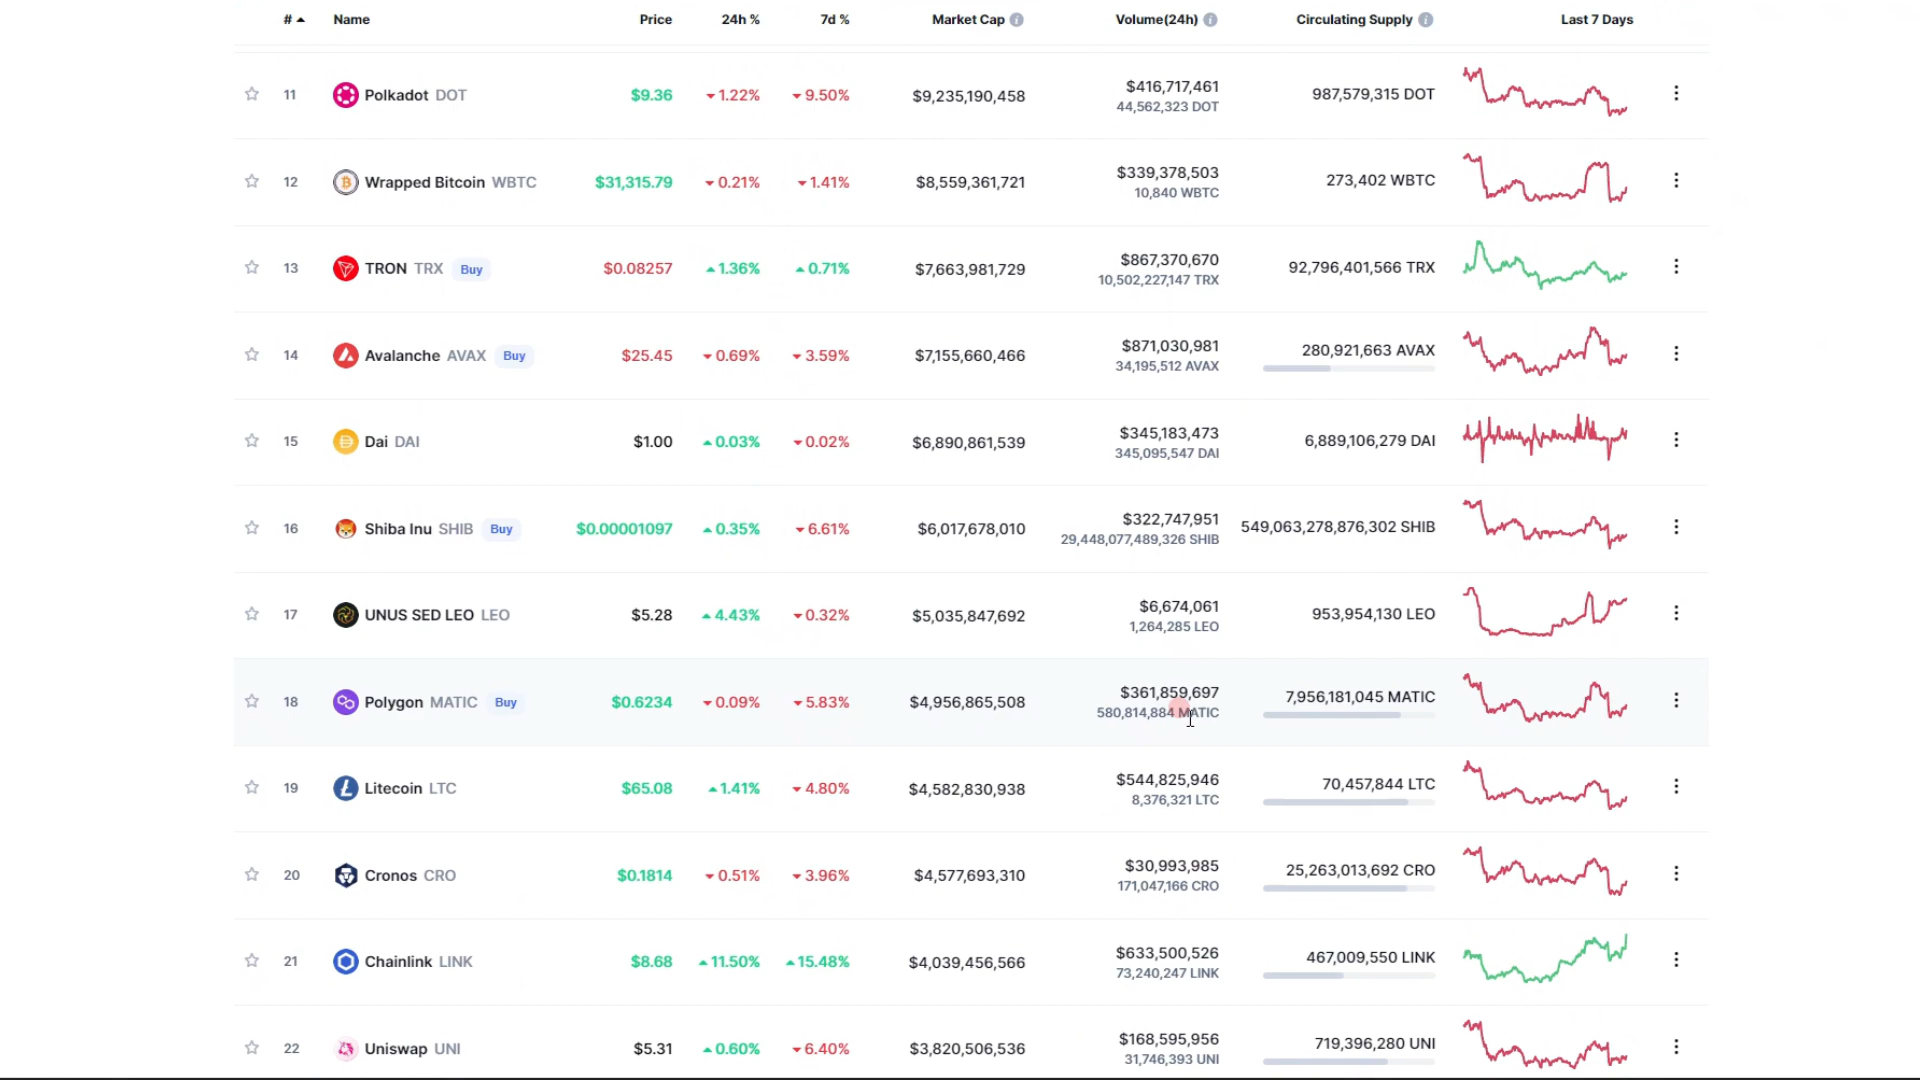 # Name Price 24h % 7d % Market Cap Volume(24h) Circulating Supply Last 7 Days
11 Polkadot DOT $9.36 1.22% 9.50% $9,235,190,458 $416,717,461 987,579,315 DOT
44,562,323 DOT
12 Wrapped Bitcoin WBTC $31,315.79 0.21% 1.41% $8,559,361,721 $339,378,503 273,402 WBTC
10,840 WBTC
13 TRON TRX Buy $0.08257 1.36% 0.71% $7,663,981,729 $867,370,670 92,796,401,566 TRX
10,502,227,147 TRX
14 Avalanche AVAX Buy $25.45 0.69% 3.59% $7,155,660,466 $871,030,981 280,921,663 AVAX
34,195,512 AVAX
15 Dai DAI $1.00 0.03% 0.02% $6,890,861,539 $345,183,473 6,889,106,279 DAI
345,095,547 DAI
16 Shiba Inu SHIB Buy $0.00001097 0.35% 6.61% $6,017,678,010 $322,747,951 549,063,278,876,302 SHIB
29,448,077,489,326 SHIB
17 UNUS SED LEO LEO $5.28 4.43% 0.32% $5,035,847,692 $6,674,061 953,954,130 LEO
1,264,285 LEO
18 Polygon MATIC Buy $0.6234 0.09% 5.83% $4,956,865,508 $361,859,697 7,956,181,045 MATIC
580,814,884 MATIC
19 Litecoin LTC $65.08 1.41% 4.80% $4,582,830,938 $544,825,946 70,457,844 LTC
8,376,321 LTC
20 Cronos CRO $0.1814 0.51% 3.96% $4,577,693,310 $30,993,985 25,263,013,692 CRO
171,047,166 CRO
21 Chainlink LINK $8.68 11.50% 15.48% $4,039,456,566 $633,500,526 467,009,550 LINK
73,240,247 LINK
22 Uniswap UNI $5.31 0.60% 6.40% $3,820,506,536 $168,595,956 719,396,280 UNI
31,746,393 UNI